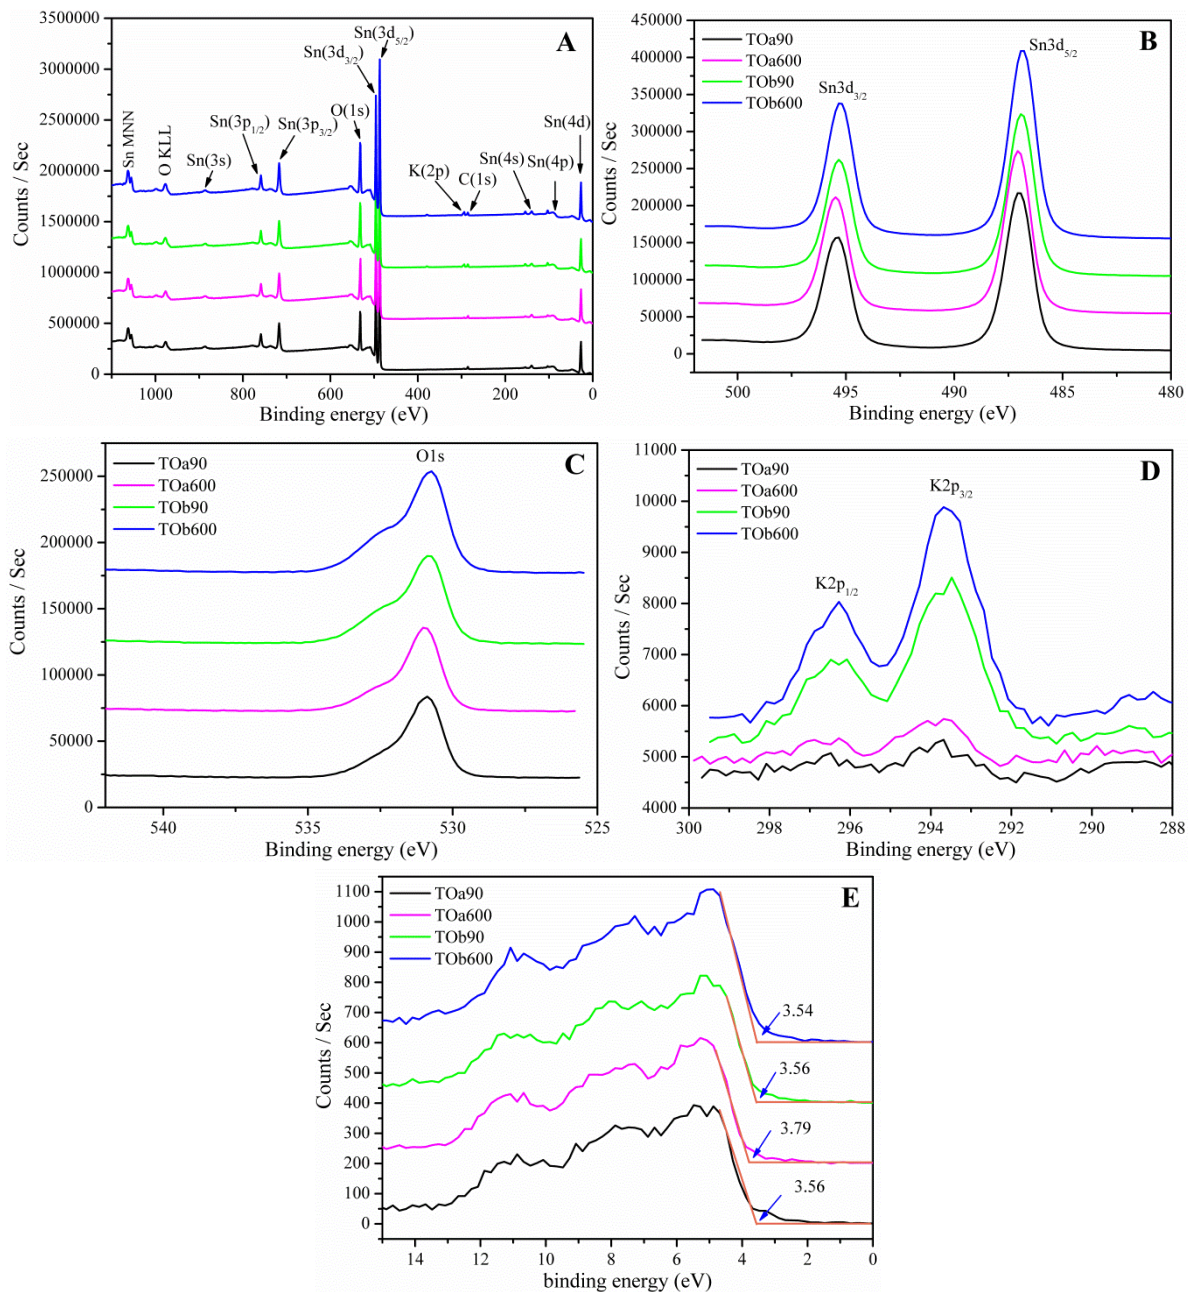 A
Counts / Sec
3500000
3000000
2500000
2000000
1500000
1000000
500000
0
Sn MNN
O KLL
Sn(3s)
Sn(3p1/2)
Sn(3p3/2)
O(1s)
Sn(3d3/2)
Sn(3d5/2)
K(2p)
C(1s)
Sn(4s)
Sn(4p)
Sn(4d)
1000 800 600 400 200 0
Binding energy (eV)
B
TOa90
TOa600
TOb90
TOb600
Sn3d3/2
Sn3d5/2
Counts / Sec
450000
400000
350000
300000
250000
200000
150000
100000
50000
0
500 495 490 485 480
Binding energy (eV)
C
TOa90
TOa600
TOb90
TOb600
O1s
Counts / Sec
250000
200000
150000
100000
50000
0
540 535 530 525
Binding energy (eV)
D
TOa90
TOa600
TOb90
TOb600
K2p1/2
K2p3/2
Counts / Sec
11000
10000
9000
8000
7000
6000
5000
4000
300 298 296 294 292 290 288
Binding energy (eV)
E
TOa90
TOa600
TOb90
TOb600
3.54
3.56
3.79
3.56
Counts / Sec
1100
1000
900
800
700
600
500
400
300
200
100
0
14 12 10 8 6 4 2 0
binding energy (eV)